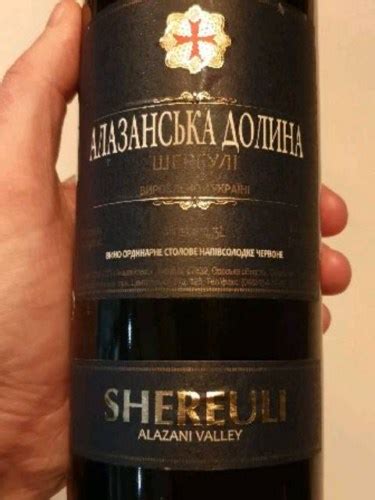 АЛАЗАНСЬКА ДОЛИНА
ШЕРЕУЛІ
ВИРОБЛЕНО В УКРАЇНІ
ВИНО ОРДИНАРНЕ СТОЛОВЕ НАПІВСОЛОДКЕ ЧЕРВОНЕ
SHEREULI
ALAZANI VALLEY